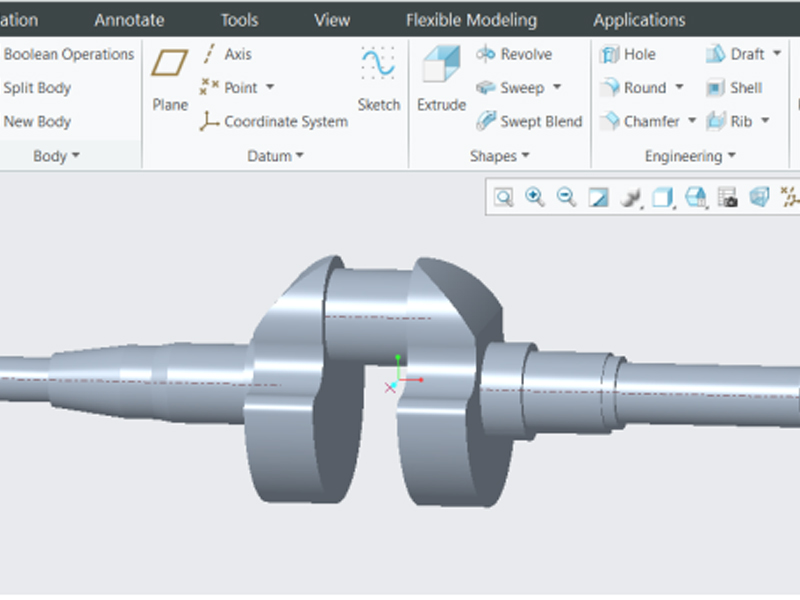 ation Annotate Tools View Flexible Modeling Applications
Boolean Operations Axis Revolve Hole Draft
Split Body Point Sweep Round Shell
Plane Sketch Extrude
New Body Coordinate System Swept Blend Chamfer Rib
Body Datum Shapes Engineering